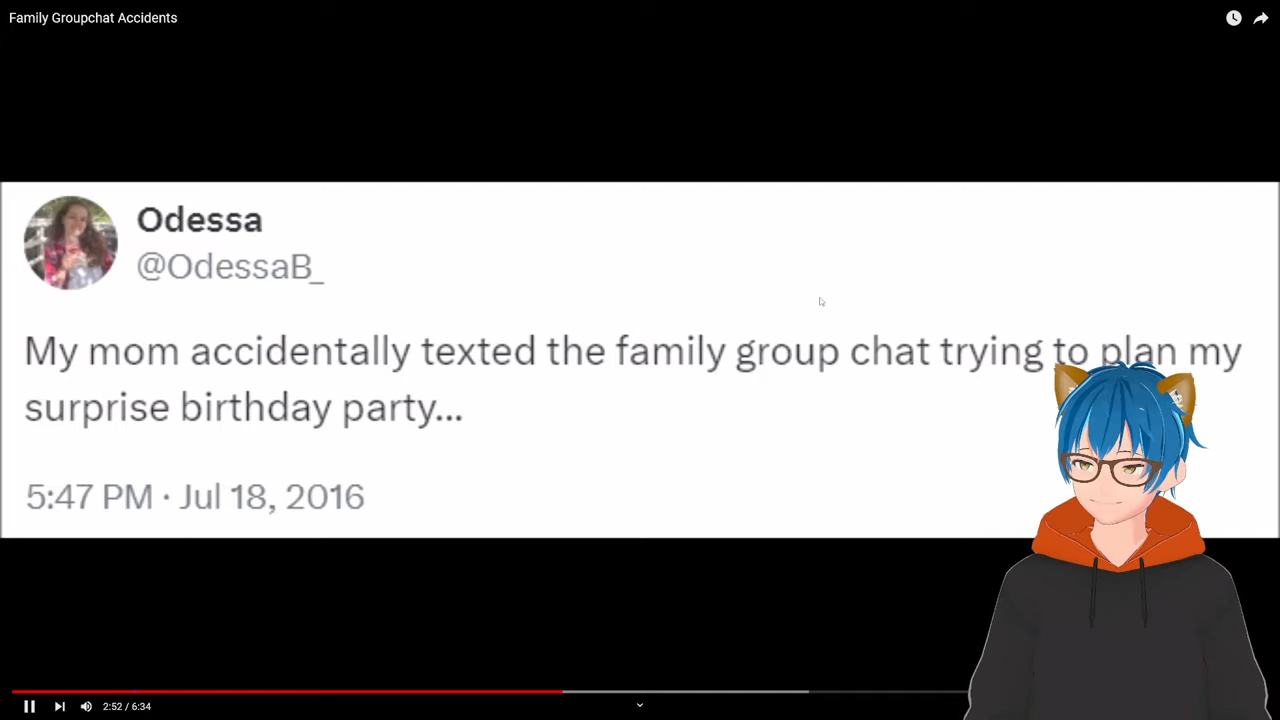 Family Groupchat Accidents
Odessa
@OdessaB_
My mom accidentally texted the family group chat trying to plan my
surprise birthday party...
5:47 PM · Jul 18, 2016
2:52 / 6:34